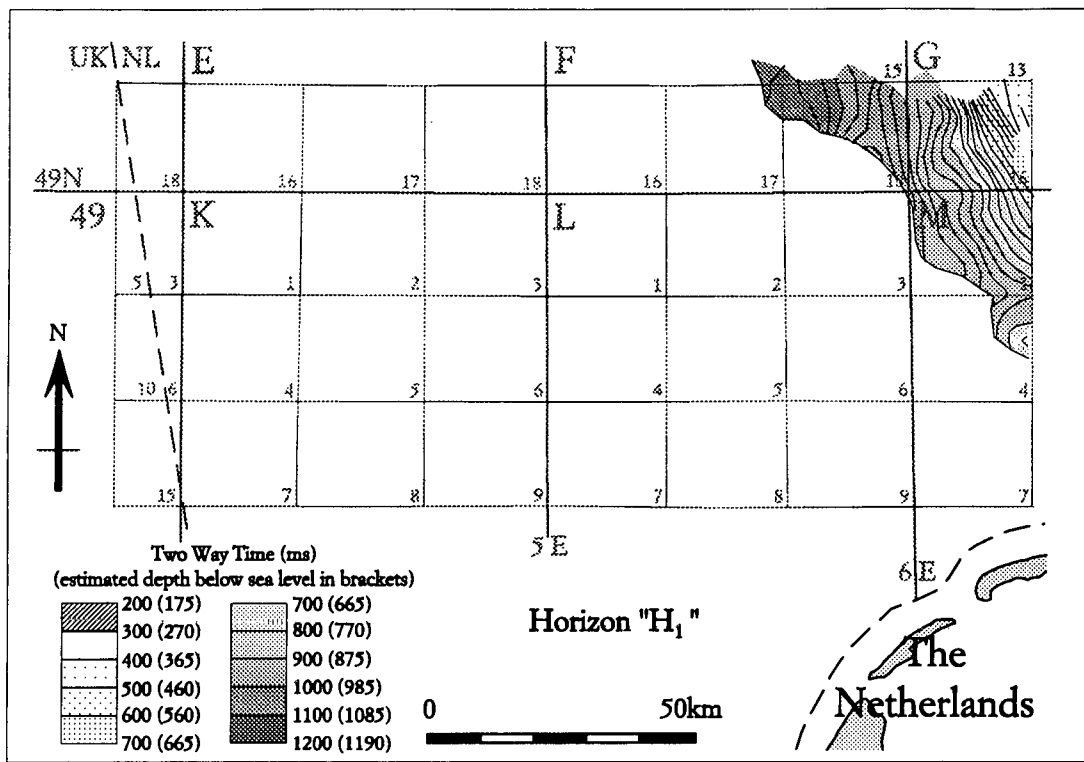 UK\NL E F G
15 13
49N 18 16 17 18 16 17
49 K L M
5 3 1 2 3 1 2 3
N
10 6 4 5 6 4 5 6 4
15 7 8 9 4 8 9 7
5 E
6 E
Two Way Time (ms)
(estimated depth below sea level in brackets)
200 (175)
300 (270)
400 (365)
500 (460)
600 (560)
700 (665)
700 (665)
800 (770)
900 (875)
1000 (985)
1100 (1085)
1200 (1190)
Horizon "H₁"
0 50km
The
Netherlands